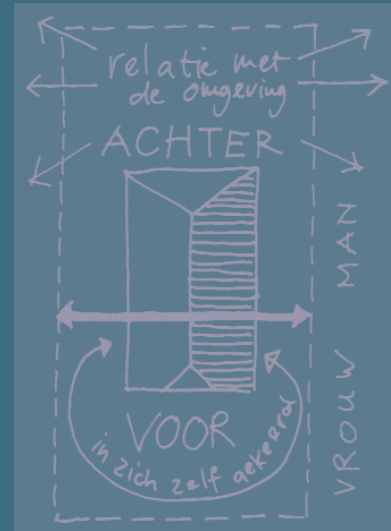 relatie met
de omgeving
ACHTER
MAN
VOOR
in zich zelf gekeerd
VROUW